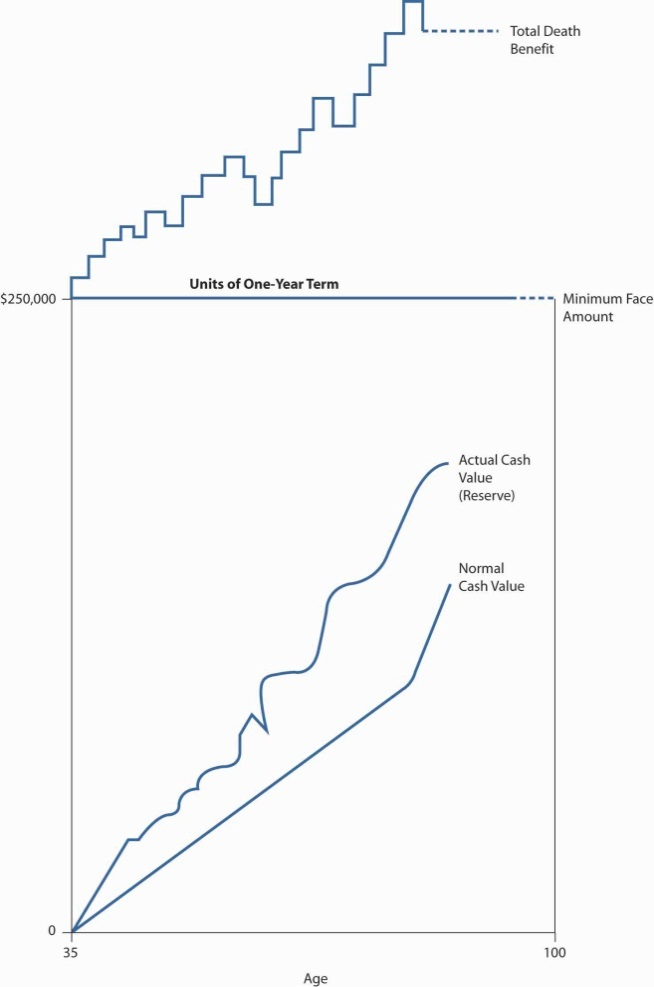 Total Death
Benefit
Units of One-Year Term
$250,000
Minimum Face
Amount
Actual Cash
Value
(Reserve)
Normal
Cash Value
0
35
100
Age